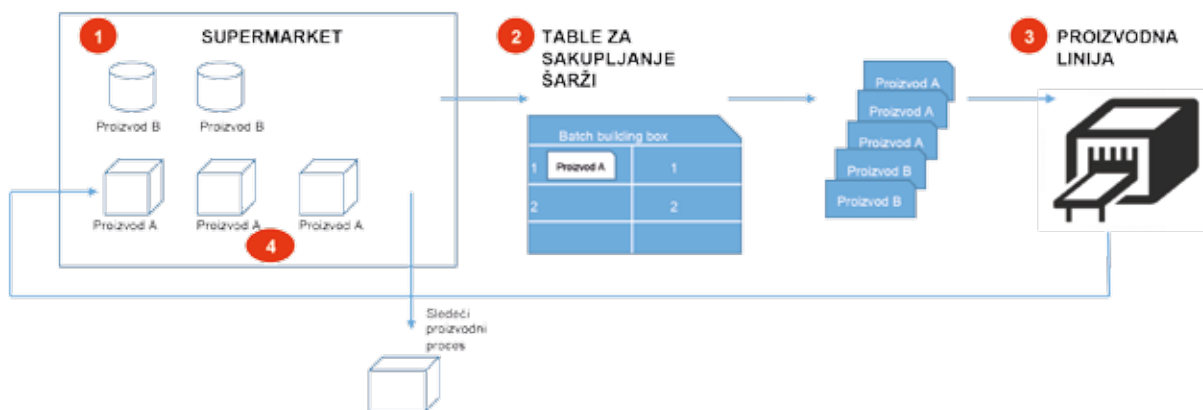 1
SUPERMARKET
Proizvod B
Proizvod B
Proizvod A
Proizvod A
Proizvod A
4
Sledeći
proizvodni
proces
2
TABLE ZA
SAKUPLJANJE
ŠARŽI
Batch building box
1
Proizvod A
1
2
2
Proizvod A
Proizvod A
Proizvod A
Proizvod B
Proizvod B
3
PROIZVODNA
LINIJA